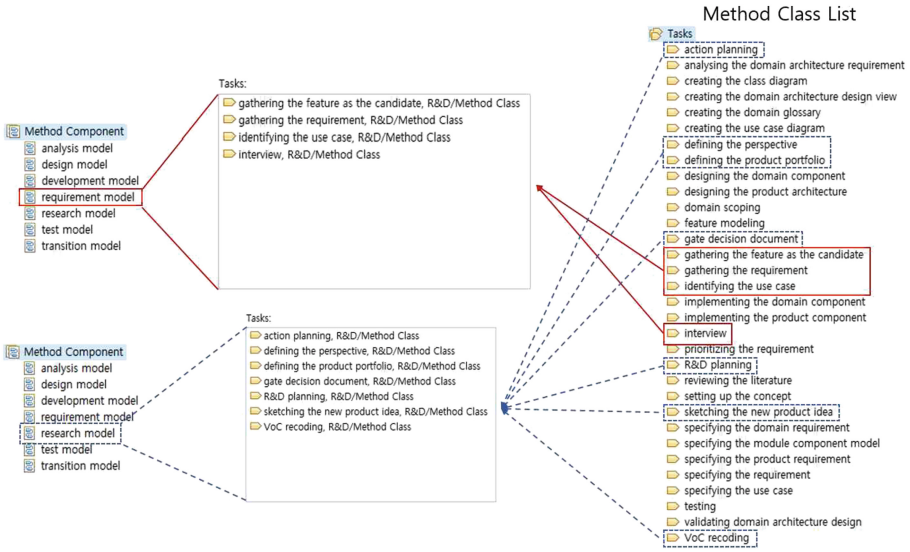 Method Class List
Tasks
action planning
analysing the domain architecture requirement
creating the class diagram
creating the domain architecture design view
creating the domain glossary
creating the use case diagram
defining the perspective
defining the product portfolio
designing the domain component
designing the product architecture
domain scoping
feature modeling
gate decision document
gathering the feature as the candidate
gathering the requirement
identifying the use case
implementing the domain component
implementing the product component
interview
prioritizing the requirement
R&D planning
reviewing the literature
setting up the concept
sketching the new product idea
specifying the domain requirement
specifying the module component model
specifying the product requirement
specifying the requirement
specifying the use case
testing
validating domain architecture design
VoC recoding
Tasks:
gathering the feature as the candidate, R&D/Method Class
gathering the requirement, R&D/Method Class
identifying the use case, R&D/Method Class
interview, R&D/Method Class
Method Component
analysis model
design model
development model
requirement model
research model
test model
transition model
Tasks:
action planning, R&D/Method Class
defining the perspective, R&D/Method Class
defining the product portfolio, R&D/Method Class
gate decision document, R&D/Method Class
R&D planning, R&D/Method Class
sketching the new product idea, R&D/Method Class
VoC recoding, R&D/Method Class
Method Component
analysis model
design model
development model
requirement model
research model
test model
transition model